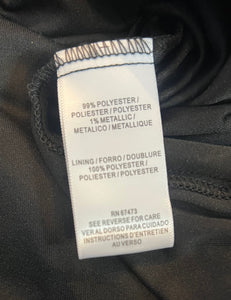 99% POLYESTER /
POLIESTER / POLYESTER
1% METALLIC /
METALICO / METALLIQUE
LINING / FORRO / DOUBLURE
100% POLYESTER /
POLIESTER / POLYESTER
RN 67473
SEE REVERSE FOR CARE
VER AL DORSO PARA CUIDADO
INSTRUCTIONS D'ENTRETIEN
AU VERSO